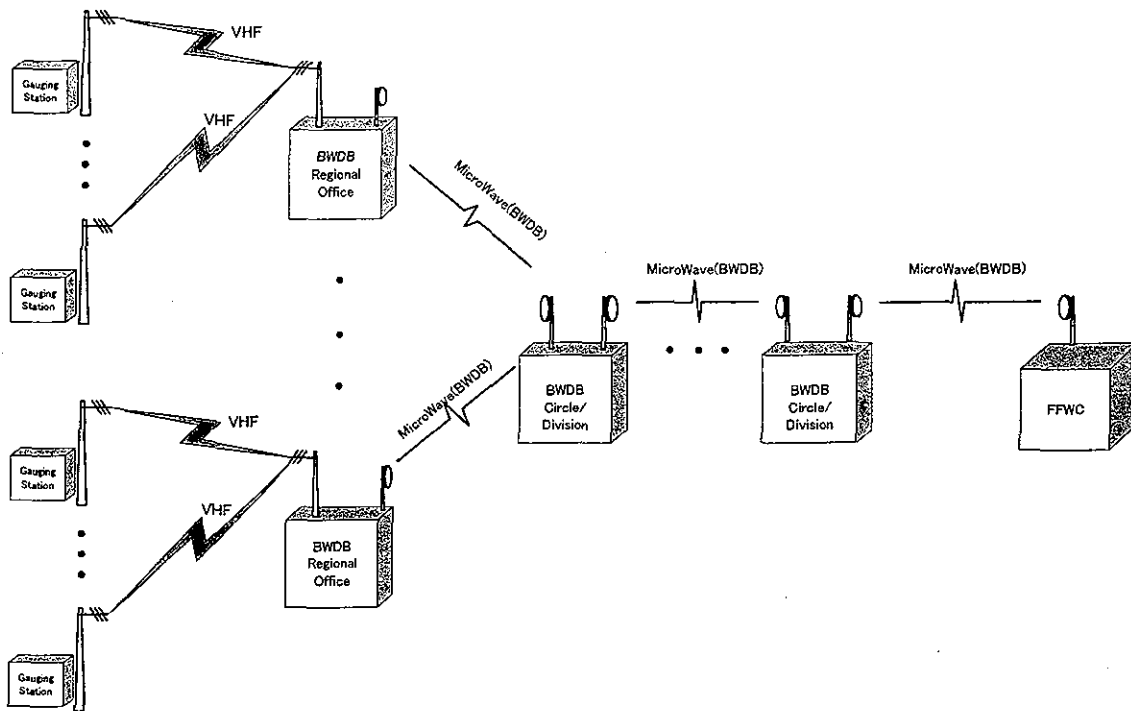 VHF
Gauging
Station
VHF
BWDB
Regional
Office
MicroWave(BWDB)
Gauging
Station
MicroWave(BWDB)
MicroWave(BWDB)
BWDB
Circle/
Division
BWDB
Circle/
Division
FFWC
MicroWave(BWDB)
VHF
Gauging
Station
VHF
BWDB
Regional
Office
Gauging
Station